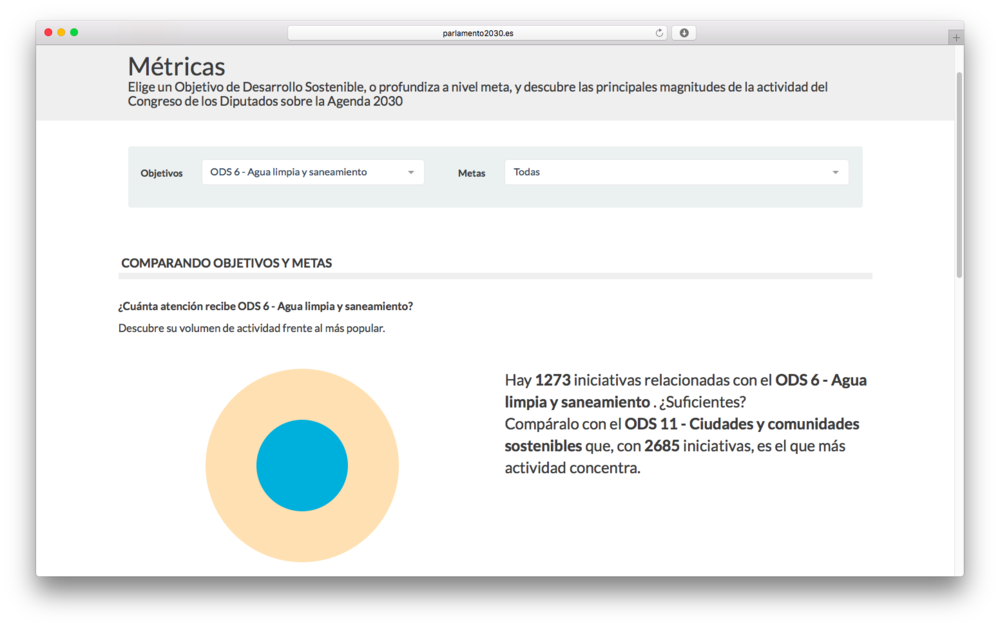 parlamento2030.es
Métricas
Elige un Objetivo de Desarrollo Sostenible, o profundiza a nivel meta, y descubre las principales magnitudes de la actividad del
Congreso de los Diputados sobre la Agenda 2030
Objetivos
ODS 6 - Agua limpia y saneamiento
Metas
Todas
COMPARANDO OBJETIVOS Y METAS
¿Cuánta atención recibe ODS 6 - Agua limpia y saneamiento?
Descubre su volumen de actividad frente al más popular.
Hay 1273 iniciativas relacionadas con el ODS 6 - Agua
limpia y saneamiento . ¿Suficientes?
Compáralo con el ODS 11 - Ciudades y comunidades
sostenibles que, con 2685 iniciativas, es el que más
actividad concentra.